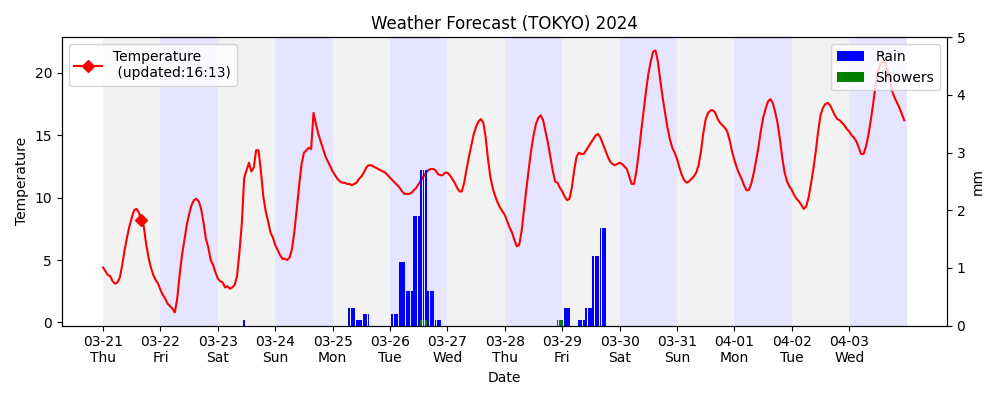 Weather Forecast (TOKYO) 2024
Temperature
(updated:16:13)
Rain
Showers
Temperature
20
15
10
5
0
5
4
3
2
1
0
mm
03-21 03-22 03-23 03-24 03-25 03-26 03-27 03-28 03-29 03-30 03-31 04-01 04-02 04-03
Thu Fri Sat Sun Mon Tue Wed Thu Fri Sat Sun Mon Tue Wed
Date